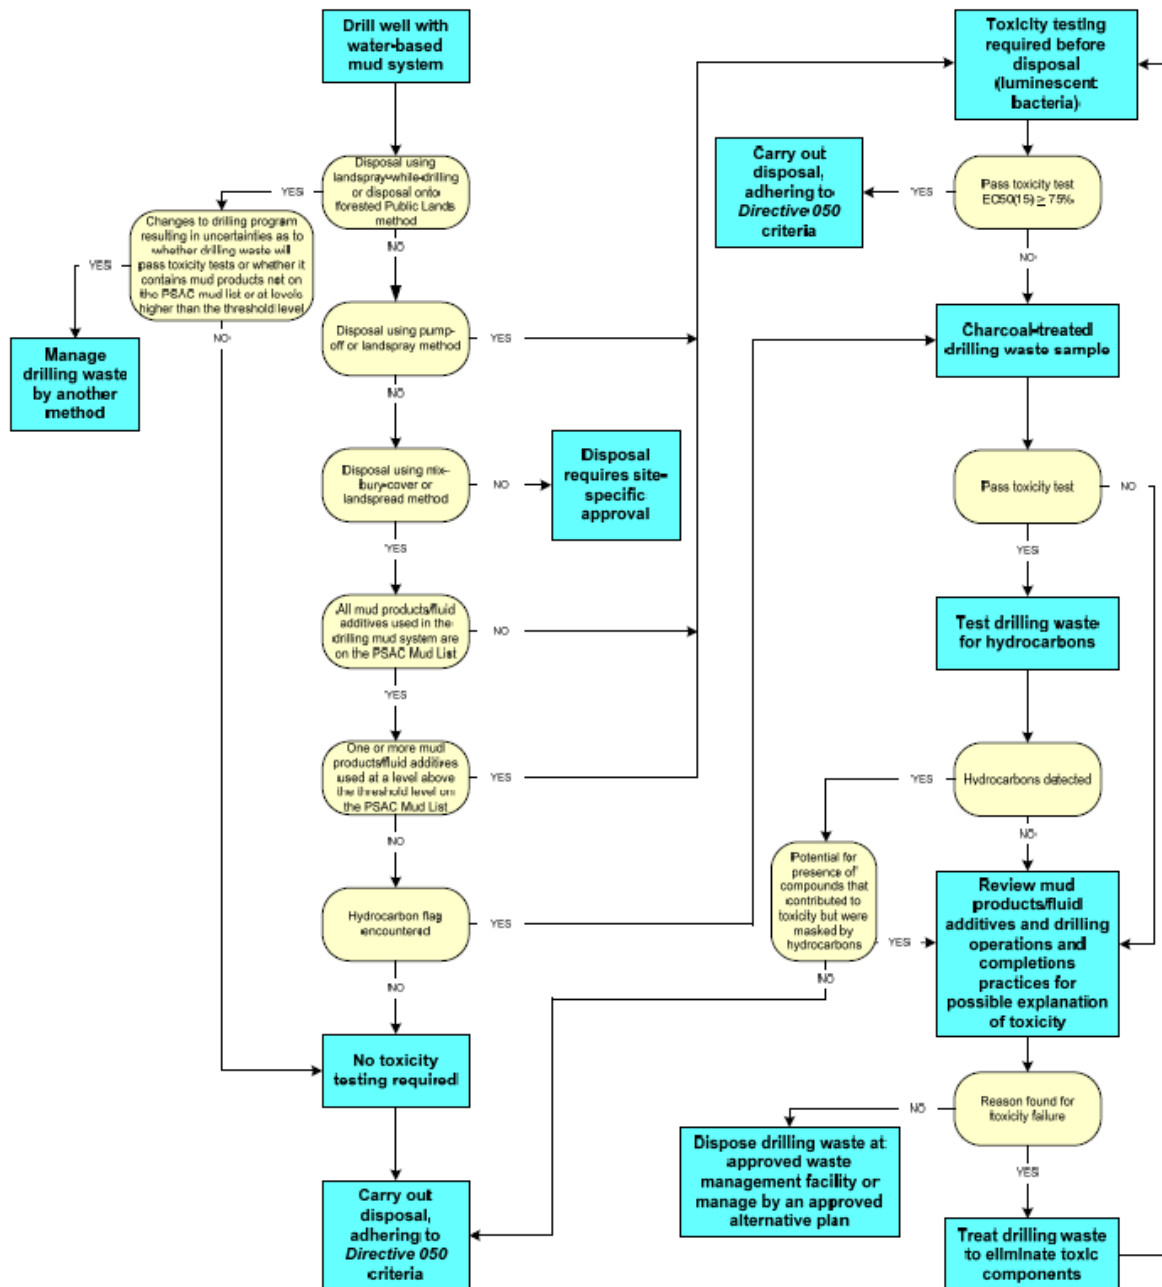 Drill well with
water-based
mud system
Disposal using
landspray-while-drilling
or disposal onto
forested Public Lands
method
YES
NO
Changes to drilling program
resulting in uncertainties as to
whether drilling waste will
pass toxicity tests or whether it
contains mud products not on
the PSAC mud list or at levels
higher than the threshold level
YES
NO
Manage
drilling waste
by another
method
Disposal using pump-
off or landspray method
YES
NO
Disposal using mix-
bury-cover or
landspread method
NO
YES
Disposal
requires site-
specific
approval
All mud products/fluid
additives used in the
drilling mud system are
on the PSAC Mud List
NO
YES
One or more mud
products/fluid additives
used at a level above
the threshold level on
the PSAC Mud List
YES
NO
Hydrocarbon flag
encountered
YES
NO
No toxicity
testing required
Carry out
disposal,
adhering to
Directive 050
criteria
Toxicity testing
required before
disposal
(luminescent
bacteria)
Pass toxicity test
EC50(15) ≥ 75%
YES
NO
Carry out
disposal,
adhering to
Directive 050
criteria
Charcoal-treated
drilling waste sample
Pass toxicity test
NO
YES
Test drilling waste
for hydrocarbons
Hydrocarbons detected
YES
NO
Potential for
presence of
compounds that
contributed to
toxicity but were
masked by
hydrocarbons
YES
NO
Review mud
products/fluid
additives and drilling
operations and
completions
practices for
possible explanation
of toxicity
Reason found for
toxicity failure
NO
YES
Dispose drilling waste at
approved waste
management facility or
manage by an approved
alternative plan
Treat drilling waste
to eliminate toxic
components